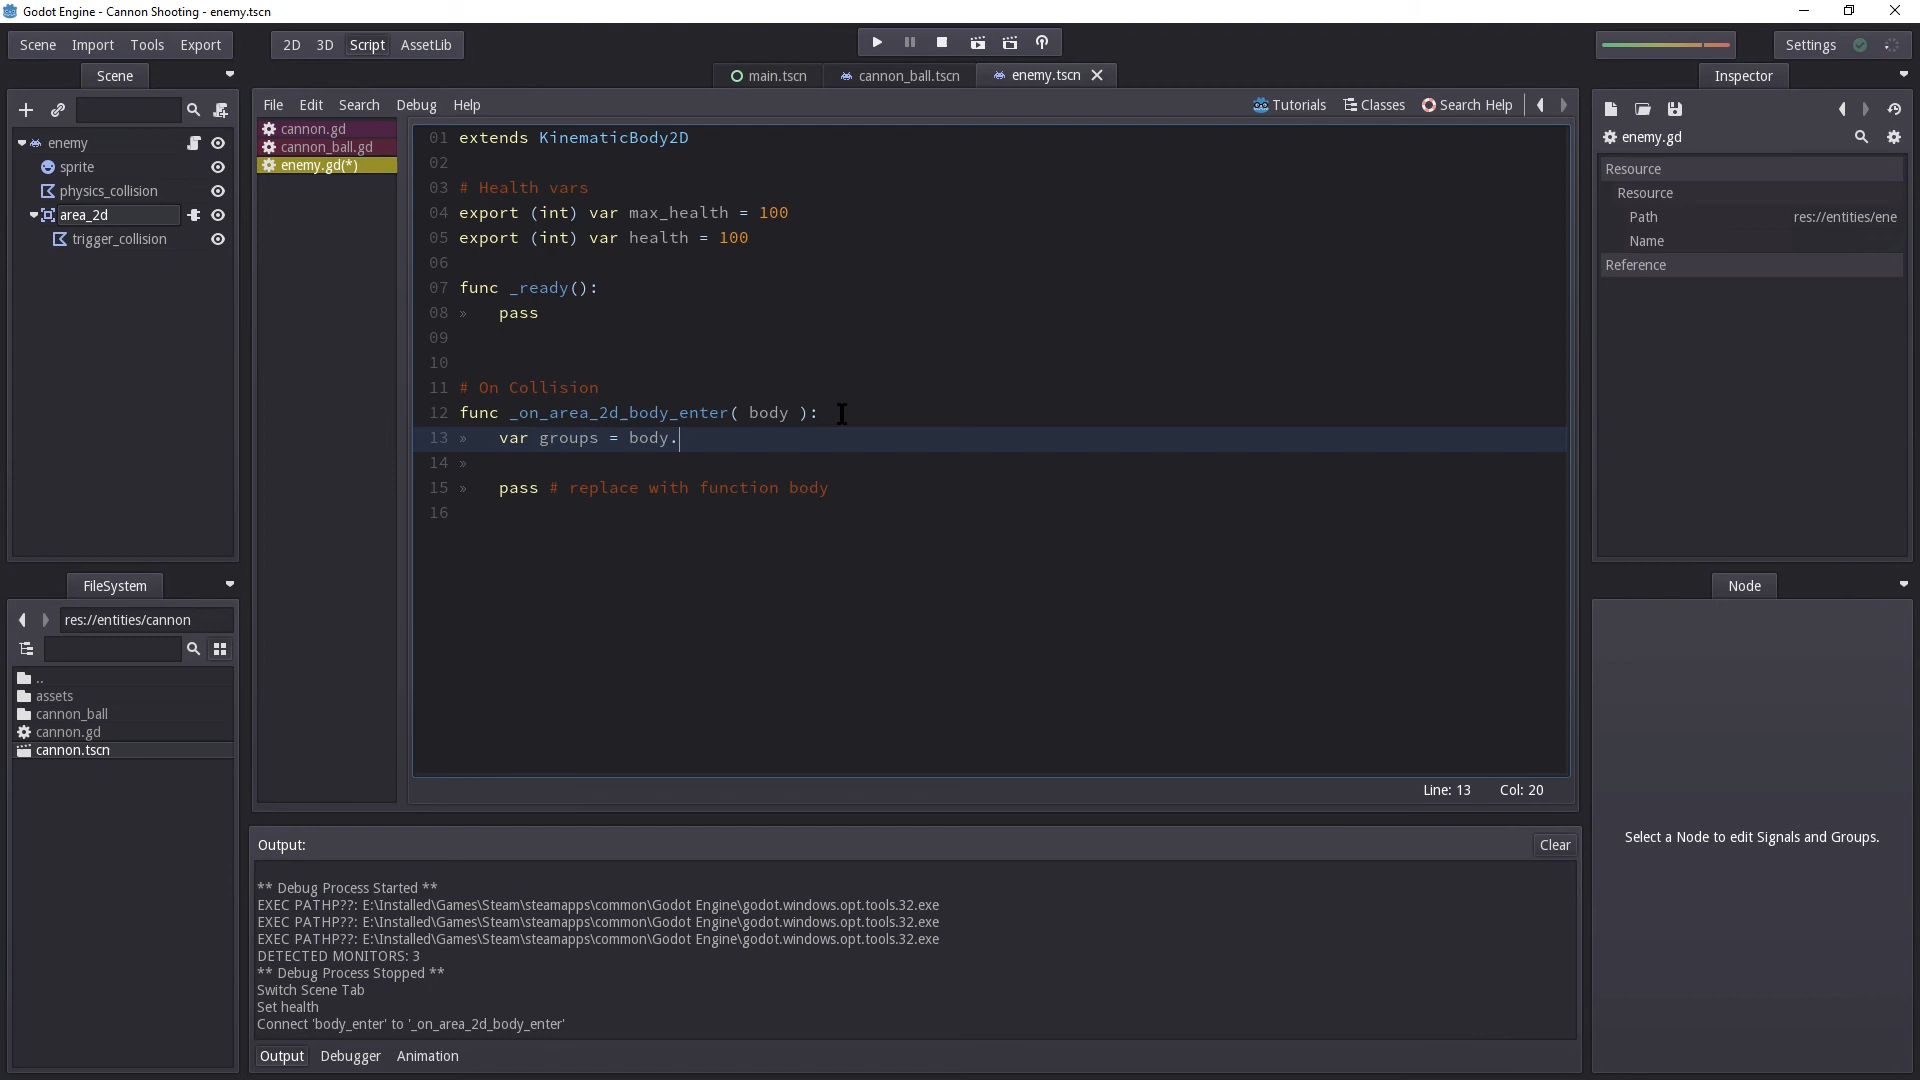 Godot Engine - Cannon Shooting - enemy.tscn
Scene Import Tools Export
2D 3D Script AssetLib
Settings
Scene
main.tscn cannon_ball.tscn enemy.tscn
Inspector
File Edit Search Debug Help
Tutorials Classes Search Help
cannon.gd
cannon_ball.gd
enemy.gd(*)
enemy
sprite
physics_collision
area_2d
trigger_collision
01 extends KinematicBody2D
02
03 # Health vars
04 export (int) var max_health = 100
05 export (int) var health = 100
06
07 func _ready():
08 » pass
09
10
11 # On Collision
12 func _on_area_2d_body_enter( body ):
13 » var groups = body.
14 »
15 » pass # replace with function body
16
Line: 13 Col: 20
enemy.gd
Resource
Resource
Path res://entities/ene
Name
Reference
FileSystem
res://entities/cannon
..
assets
cannon_ball
cannon.gd
cannon.tscn
Node
Select a Node to edit Signals and Groups.
Output:
Clear
** Debug Process Started **
EXEC PATHP??: E:\Installed\Games\Steam\steamapps\common\Godot Engine\godot.windows.opt.tools.32.exe
EXEC PATHP??: E:\Installed\Games\Steam\steamapps\common\Godot Engine\godot.windows.opt.tools.32.exe
EXEC PATHP??: E:\Installed\Games\Steam\steamapps\common\Godot Engine\godot.windows.opt.tools.32.exe
DETECTED MONITORS: 3
** Debug Process Stopped **
Switch Scene Tab
Set health
Connect 'body_enter' to '_on_area_2d_body_enter'
Output Debugger Animation